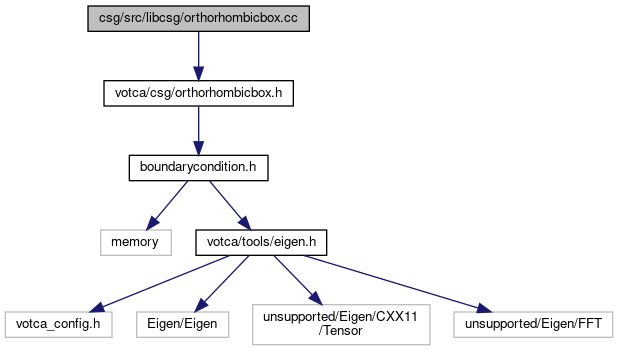 csg/src/libcsg/orthorhombicbox.cc
votca/csg/orthorhombicbox.h
boundarycondition.h
memory
votca/tools/eigen.h
votca_config.h
Eigen/Eigen
unsupported/Eigen/CXX11
/Tensor
unsupported/Eigen/FFT